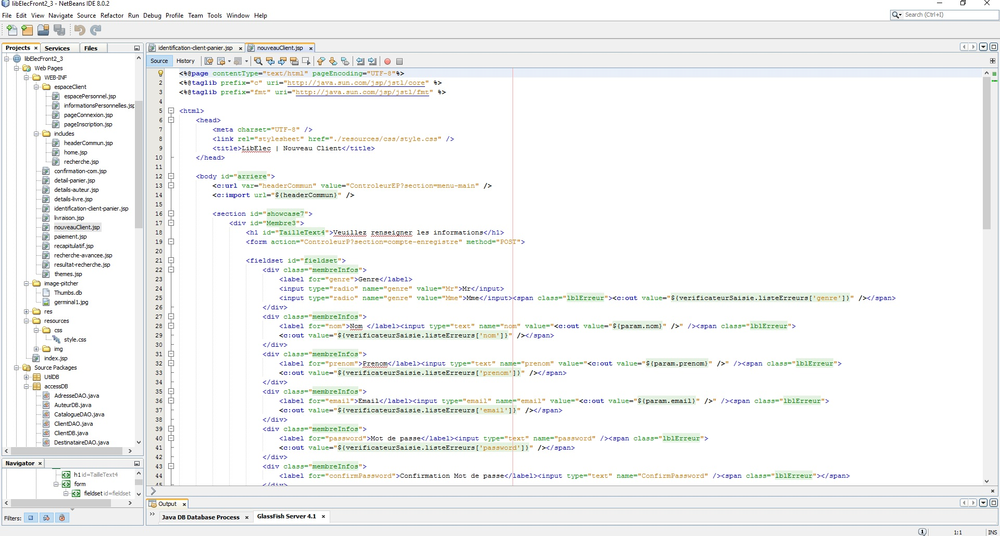 libElecFront2_3 - NetBeans IDE 8.0.2
File Edit View Navigate Source Refactor Run Debug Profile Team Tools Window Help
Search (Ctrl+I)
Projects Services Files
libElecFront2_3
Web Pages
WEB-INF
espaceClient
espacePersonnel.jsp
informationsPersonnelles.jsp
pageConnexion.jsp
pageInscription.jsp
includes
headerCommun.jsp
home.jsp
recherche.jsp
confirmation-com.jsp
detail-panier.jsp
details-auteur.jsp
details-livre.jsp
identification-client-panier.jsp
livraison.jsp
nouveauClient.jsp
paiement.jsp
recapitulatif.jsp
recherche-avancee.jsp
resultat-recherche.jsp
themes.jsp
image-pitcher
Thumbs.db
germinal1.jpg
res
resources
css
style.css
img
index.jsp
Source Packages
UtilDB
accessDB
AdresseDAO.java
AuteurDB.java
CatalogueDAO.java
ClientDAO.java
ClientDB.java
DestinataireDAO.java
Navigator
h1 id=TailleText4
form
fieldset id=fieldset
Filters:
identification-client-panier.jsp nouveauClient.jsp
Source History
<%@page contentType="text/html" pageEncoding="UTF-8"%>
2 <%@taglib prefix="c" uri="http://java.sun.com/jsp/jstl/core" %>
3 <%@taglib prefix="fmt" uri="http://java.sun.com/jsp/jstl/fmt" %>
4
5 <html>
6 <head>
7 <meta charset="UTF-8" />
8 <link rel="stylesheet" href="./resources/css/style.css" />
9 <title>LibElec | Nouveau Client</title>
10 </head>
11
12 <body id="arriere">
13 <c:url var="headerCommun" value="ControleurEP?section=menu-main" />
14 <c:import url="${headerCommun}" />
15
16 <section id="showcase7">
17 <div id="Membre3">
18 <h1 id="TailleText4">Veuillez renseigner les informations</h1>
19 <form action="ControleurP?section=compte-enregistre" method="POST">
20
21 <fieldset id="fieldset">
22 <div class="membreInfos">
23 <label for="genre">Genre</label>
24 <input type="radio" name="genre" value="Mr">Mr</input>
25 <input type="radio" name="genre" value="Mme">Mme</input><span class="lblErreur"><c:out value="${verificateurSaisie.listeErreurs['genre']}" /></span>
26 </div>
27 <div class="membreInfos">
28 <label for="nom">Nom </label><input type="text" name="nom" value="<c:out value="${param.nom}" />" /><span class="lblErreur">
29 <c:out value="${verificateurSaisie.listeErreurs['nom']}" /></span>
30 </div>
31 <div class="membreInfos">
32 <label for="prenom">Prenom</label><input type="text" name="prenom" value="<c:out value="${param.prenom}" />" /><span class="lblErreur">
33 <c:out value="${verificateurSaisie.listeErreurs['prenom']}" /></span>
34 </div>
35 <div class="membreInfos">
36 <label for="email">Email</label><input type="email" name="email" value="<c:out value="${param.email}" />" /><span class="lblErreur">
37 <c:out value="${verificateurSaisie.listeErreurs['email']}" /></span>
38 </div>
39 <div class="membreInfos">
40 <label for="password">Mot de passe</label><input type="text" name="password" /><span class="lblErreur">
41 <c:out value="${verificateurSaisie.listeErreurs['password']}" /></span>
42 </div>
43 <div class="membreInfos">
44 <label for="confirmPassword">Confirmation Mot de passe</label><input type="text" name="ConfirmPassword" /><span class="lblErreur"></span>
45 </div>
Output
Java DB Database Process GlassFish Server 4.1
1 1:1 INS